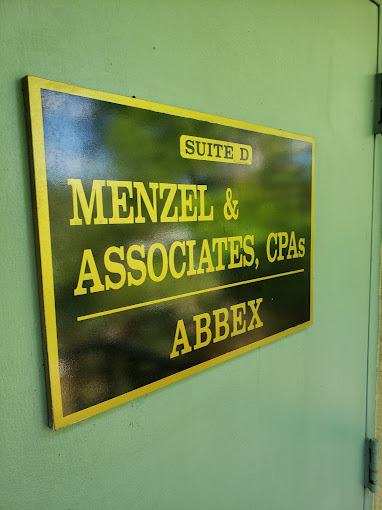 SUITE D
MENZEL &
ASSOCIATES, CPAs
ABBEX